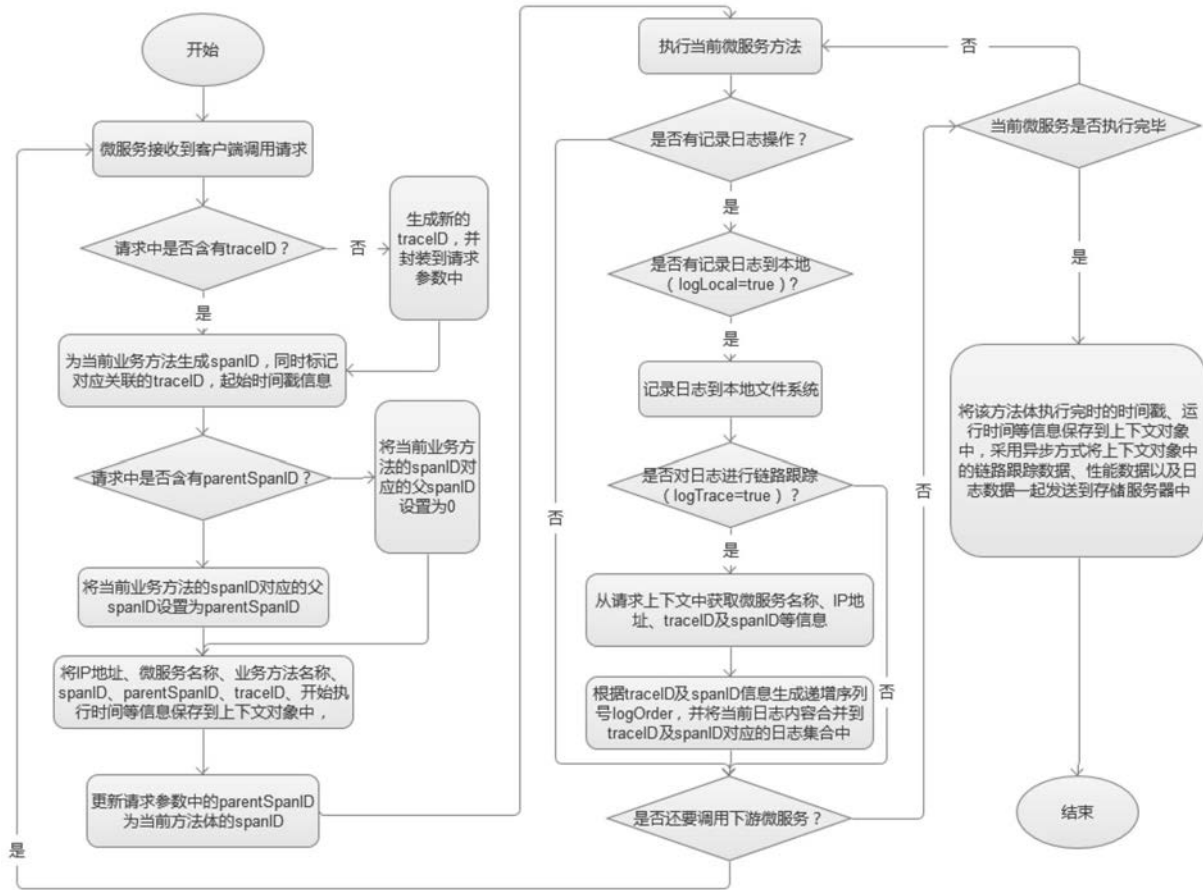 开始
微服务接收到客户端调用请求
请求中是否含有traceID？
否
生成新的
traceID，并
封装到请求
参数中
是
为当前业务方法生成spanID，同时标记
对应关联的traceID，起始时间戳信息
请求中是否含有parentSpanID？
将当前业务方
法的spanID对
应的父spanID
设置为0
将当前业务方法的spanID对应的父
spanID设置为parentSpanID
将IP地址、微服务名称、业务方法名称、
spanID、parentSpanID、traceID、开始执
行时间等信息保存到上下文对象中，
更新请求参数中的parentSpanID
为当前方法体的spanID
是
执行当前微服务方法
是否有记录日志操作？
是
是否有记录日志到本地
（logLocal=true）？
是
记录日志到本地文件系统
是否对日志进行链路跟踪
（logTrace=true）？
否
是
从请求上下文中获取微服务名称、IP地
址、traceID及spanID等信息
根据traceID及spanID信息生成递增序列
号logOrder，并将当前日志内容合并到
traceID及spanID对应的日志集合中
否
是否还要调用下游微服务？
否
否
当前微服务是否执行完毕
是
将该方法体执行完时的时间戳、运
行时间等信息保存到上下文对象
中，采用异步方式将上下文对象中
的链路跟踪数据、性能数据以及日
志数据一起发送到存储服务器中
结束